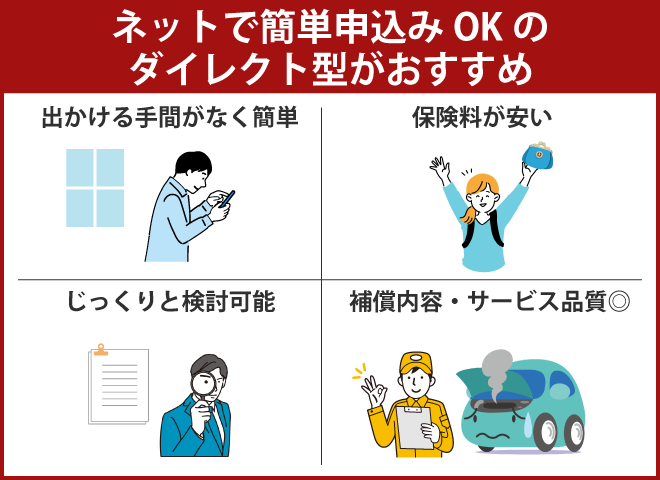 ネットで簡単申込み OK の
ダイレクト型がおすすめ
出かける手間がなく簡単
保険料が安い
じっくりと検討可能
補償内容・サービス品質◎